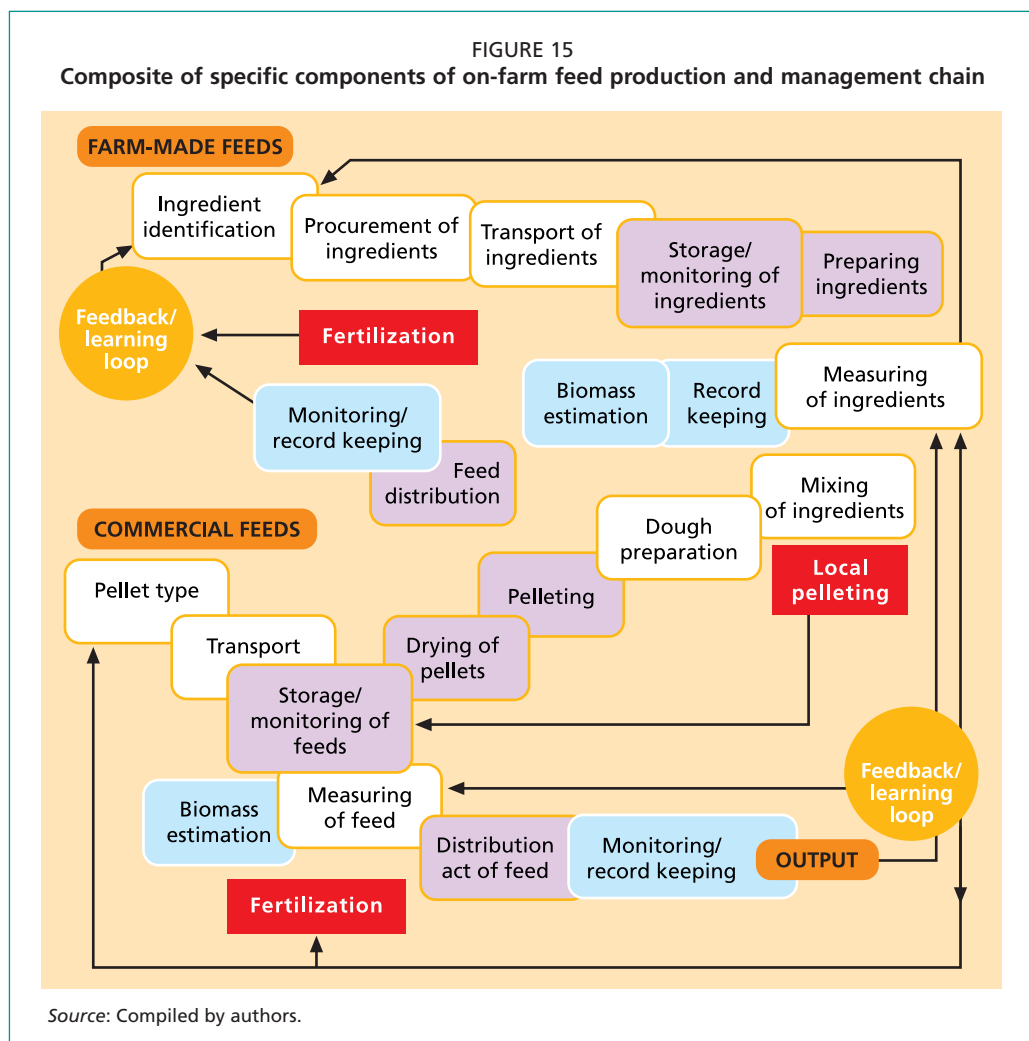 FIGURE 15
Composite of specific components of on-farm feed production and management chain
FARM-MADE FEEDS
Ingredient
identification
Procurement of
ingredients
Transport of
ingredients
Storage/
monitoring of
ingredients
Preparing
ingredients
Feedback/
learning
loop
Fertilization
Biomass
estimation
Record
keeping
Measuring
of ingredients
Monitoring/
record keeping
Feed
distribution
Mixing
of ingredients
COMMERCIAL FEEDS
Dough
preparation
Local
pelleting
Pellet type
Pelleting
Transport
Drying of
pellets
Storage/
monitoring of
feeds
Feedback/
learning
loop
Biomass
estimation
Measuring
of feed
Distribution
act of feed
Monitoring/
record keeping
OUTPUT
Fertilization
Source: Compiled by authors.